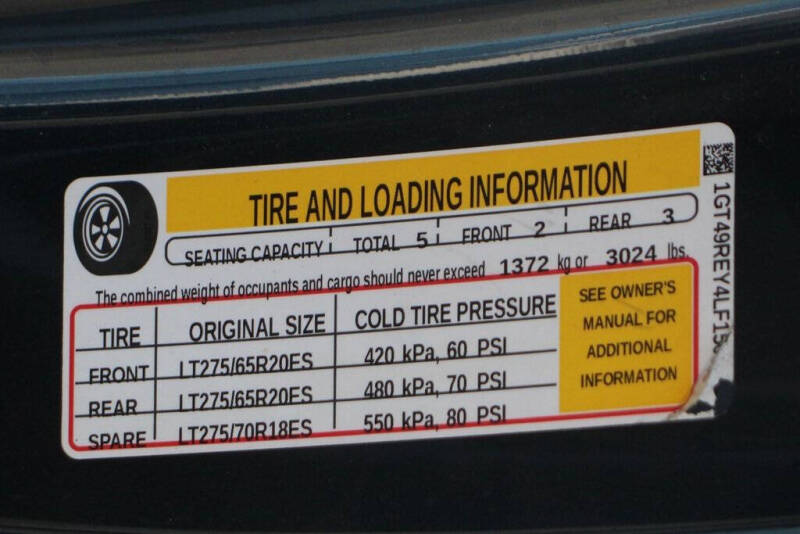 TIRE AND LOADING INFORMATION
SEATING CAPACITY TOTAL 5 FRONT 2 REAR 3
The combined weight of occupants and cargo should never exceed 1372 kg or 3024 lbs.
TIRE ORIGINAL SIZE COLD TIRE PRESSURE
FRONT LT275/65R20ES 420 kPa, 60 PSI
REAR LT275/65R20ES 480 kPa, 70 PSI
SPARE LT275/70R18ES 550 kPa, 80 PSI
SEE OWNER'S
MANUAL FOR
ADDITIONAL
INFORMATION